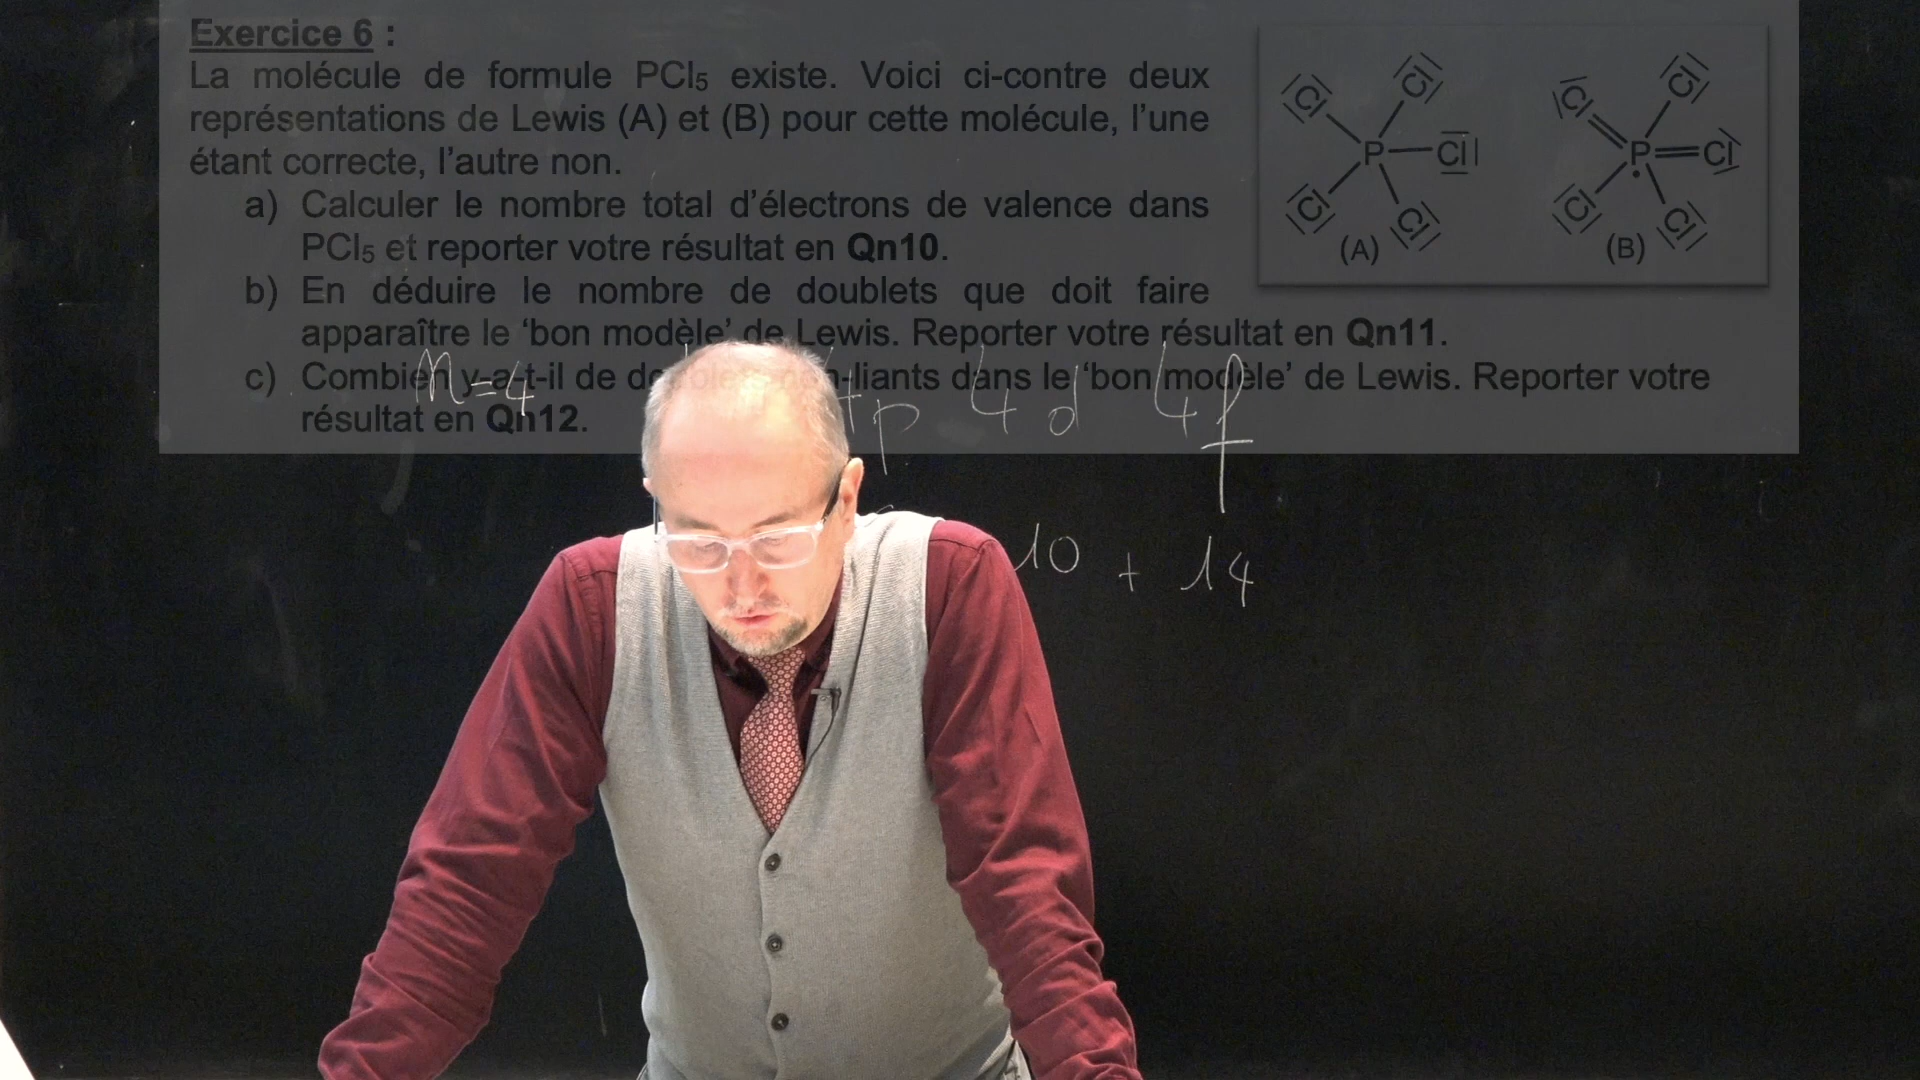 Exercice 6 :
La molécule de formule PCl₅ existe. Voici ci-contre deux
représentations de Lewis (A) et (B) pour cette molécule, l’une
étant correcte, l’autre non.
a) Calculer le nombre total d’électrons de valence dans
PCl₅ et reporter votre résultat en Qn10.
b) En déduire le nombre de doublets que doit faire
apparaître le ‘bon modèle’ de Lewis. Reporter votre résultat en Qn11.
c) Combien y-a-t-il de non-liants dans le ‘bon modèle’ de Lewis. Reporter votre
résultat en Qn12.
Cl Cl
P Cl
Cl Cl
(A)
Cl Cl
P Cl
Cl Cl
(B)
n=4 4p 4d 4f
10 + 14